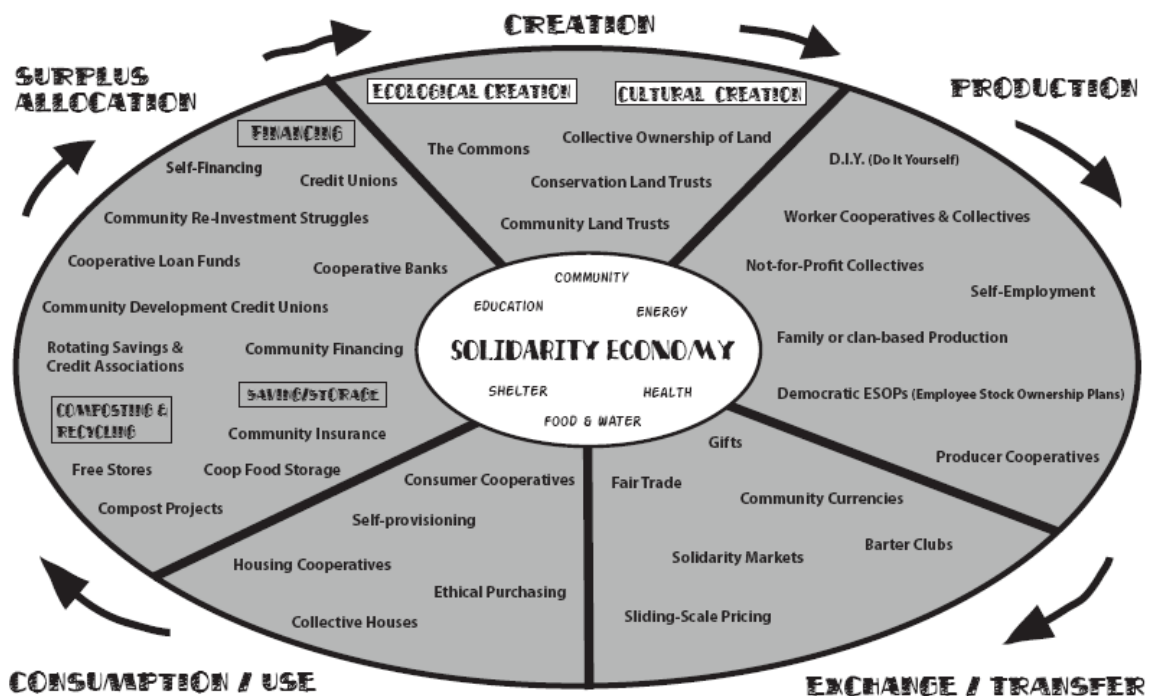 CREATION
SURPLUS
ALLOCATION
PRODUCTION
ECOLOGICAL CREATION
CULTURAL CREATION
The Commons
Collective Ownership of Land
Conservation Land Trusts
Community Land Trusts
D.I.Y. (Do It Yourself)
Worker Cooperatives & Collectives
Not-for-Profit Collectives
Self-Employment
Family or clan-based Production
Democratic ESOPs (Employee Stock Ownership Plans)
Producer Cooperatives
FINANCING
Self-Financing
Credit Unions
Community Re-Investment Struggles
Cooperative Loan Funds
Cooperative Banks
Community Development Credit Unions
Rotating Savings &
Credit Associations
Community Financing
SAVING/STORAGE
COMPOSTING &
RECYCLING
Community Insurance
Free Stores
Coop Food Storage
Compost Projects
COMMUNITY
EDUCATION
ENERGY
SOLIDARITY ECONOMY
SHELTER
HEALTH
FOOD & WATER
Consumer Cooperatives
Self-provisioning
Housing Cooperatives
Ethical Purchasing
Collective Houses
Gifts
Fair Trade
Community Currencies
Solidarity Markets
Barter Clubs
Sliding-Scale Pricing
CONSUMPTION / USE
EXCHANGE / TRANSFER